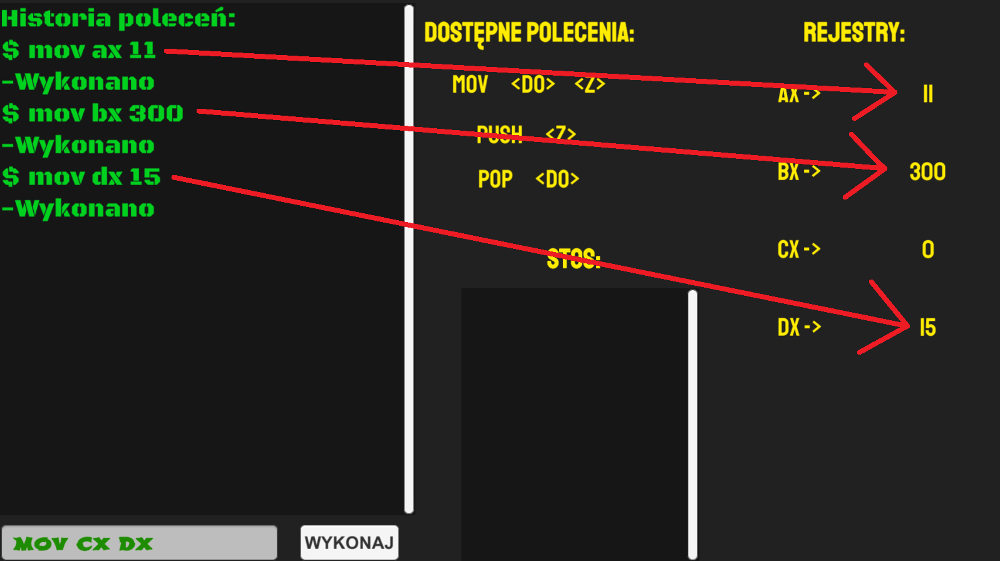 Historia poleceń:
$ mov ax 11
-Wykonano
$ mov bx 300
-Wykonano
$ mov dx 15
-Wykonano
MOV CX DX
WYKONAJ
DOSTĘPNE POLECENIA:
MOV <DO> <Z>
PUSH <Z>
POP <DO>
STOS:
REJESTRY:
AX -> 11
BX -> 300
CX -> 0
DX -> 15